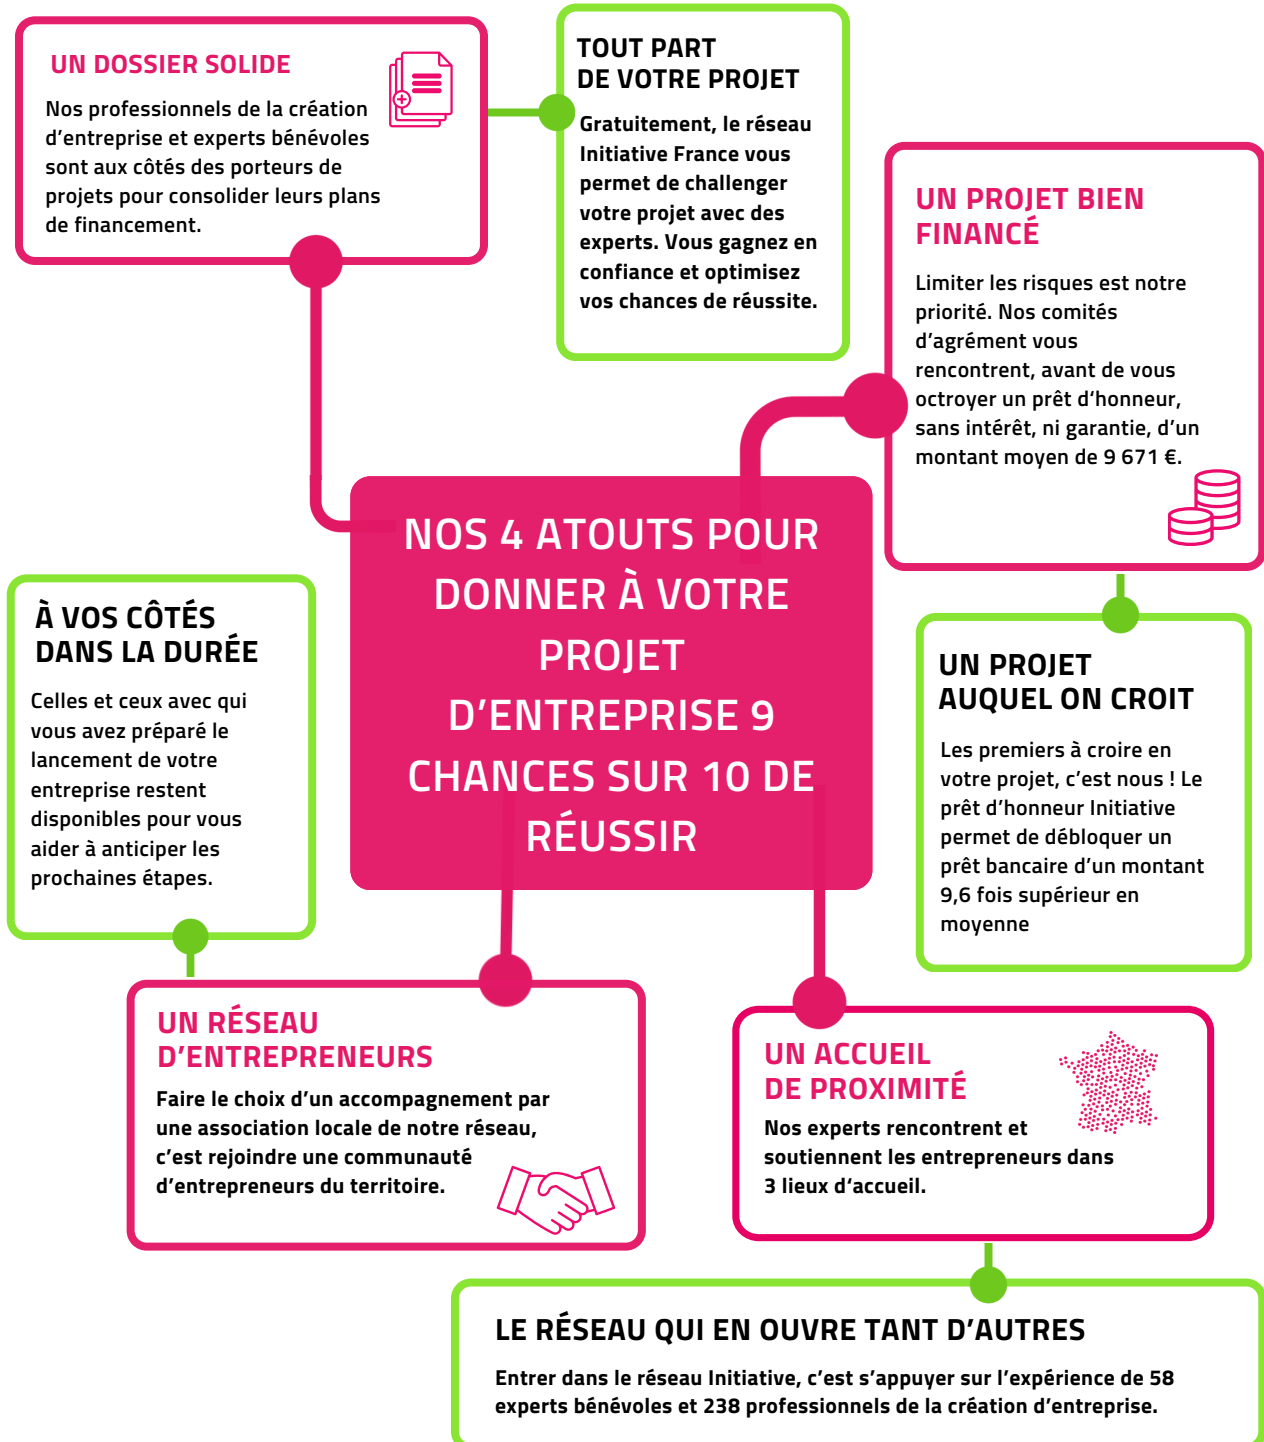 UN DOSSIER SOLIDE
Nos professionnels de la création
d’entreprise et experts bénévoles
sont aux côtés des porteurs de
projets pour consolider leurs plans
de financement.
TOUT PART
DE VOTRE PROJET
Gratuitement, le réseau
Initiative France vous
permet de challenger
votre projet avec des
experts. Vous gagnez en
confiance et optimisez
vos chances de réussite.
UN PROJET BIEN
FINANCÉ
Limiter les risques est notre
priorité. Nos comités
d’agrément vous
rencontrent, avant de vous
octroyer un prêt d‘honneur,
sans intérêt, ni garantie, d’un
montant moyen de 9 671 €.
NOS 4 ATOUTS POUR
DONNER À VOTRE
PROJET
D’ENTREPRISE 9
CHANCES SUR 10 DE
RÉUSSIR
À VOS CÔTÉS
DANS LA DURÉE
Celles et ceux avec qui
vous avez préparé le
lancement de votre
entreprise restent
disponibles pour vous
aider à anticiper les
prochaines étapes.
UN PROJET
AUQUEL ON CROIT
Les premiers à croire en
votre projet, c’est nous ! Le
prêt d’honneur Initiative
permet de débloquer un
prêt bancaire d’un montant
9,6 fois supérieur en
moyenne
UN RÉSEAU
D’ENTREPRENEURS
Faire le choix d’un accompagnement par
une association locale de notre réseau,
c’est rejoindre une communauté
d’entrepreneurs du territoire.
UN ACCUEIL
DE PROXIMITÉ
Nos experts rencontrent et
soutiennent les entrepreneurs dans
3 lieux d‘accueil.
LE RÉSEAU QUI EN OUVRE TANT D’AUTRES
Entrer dans le réseau Initiative, c’est s’appuyer sur l’expérience de 58
experts bénévoles et 238 professionnels de la création d’entreprise.